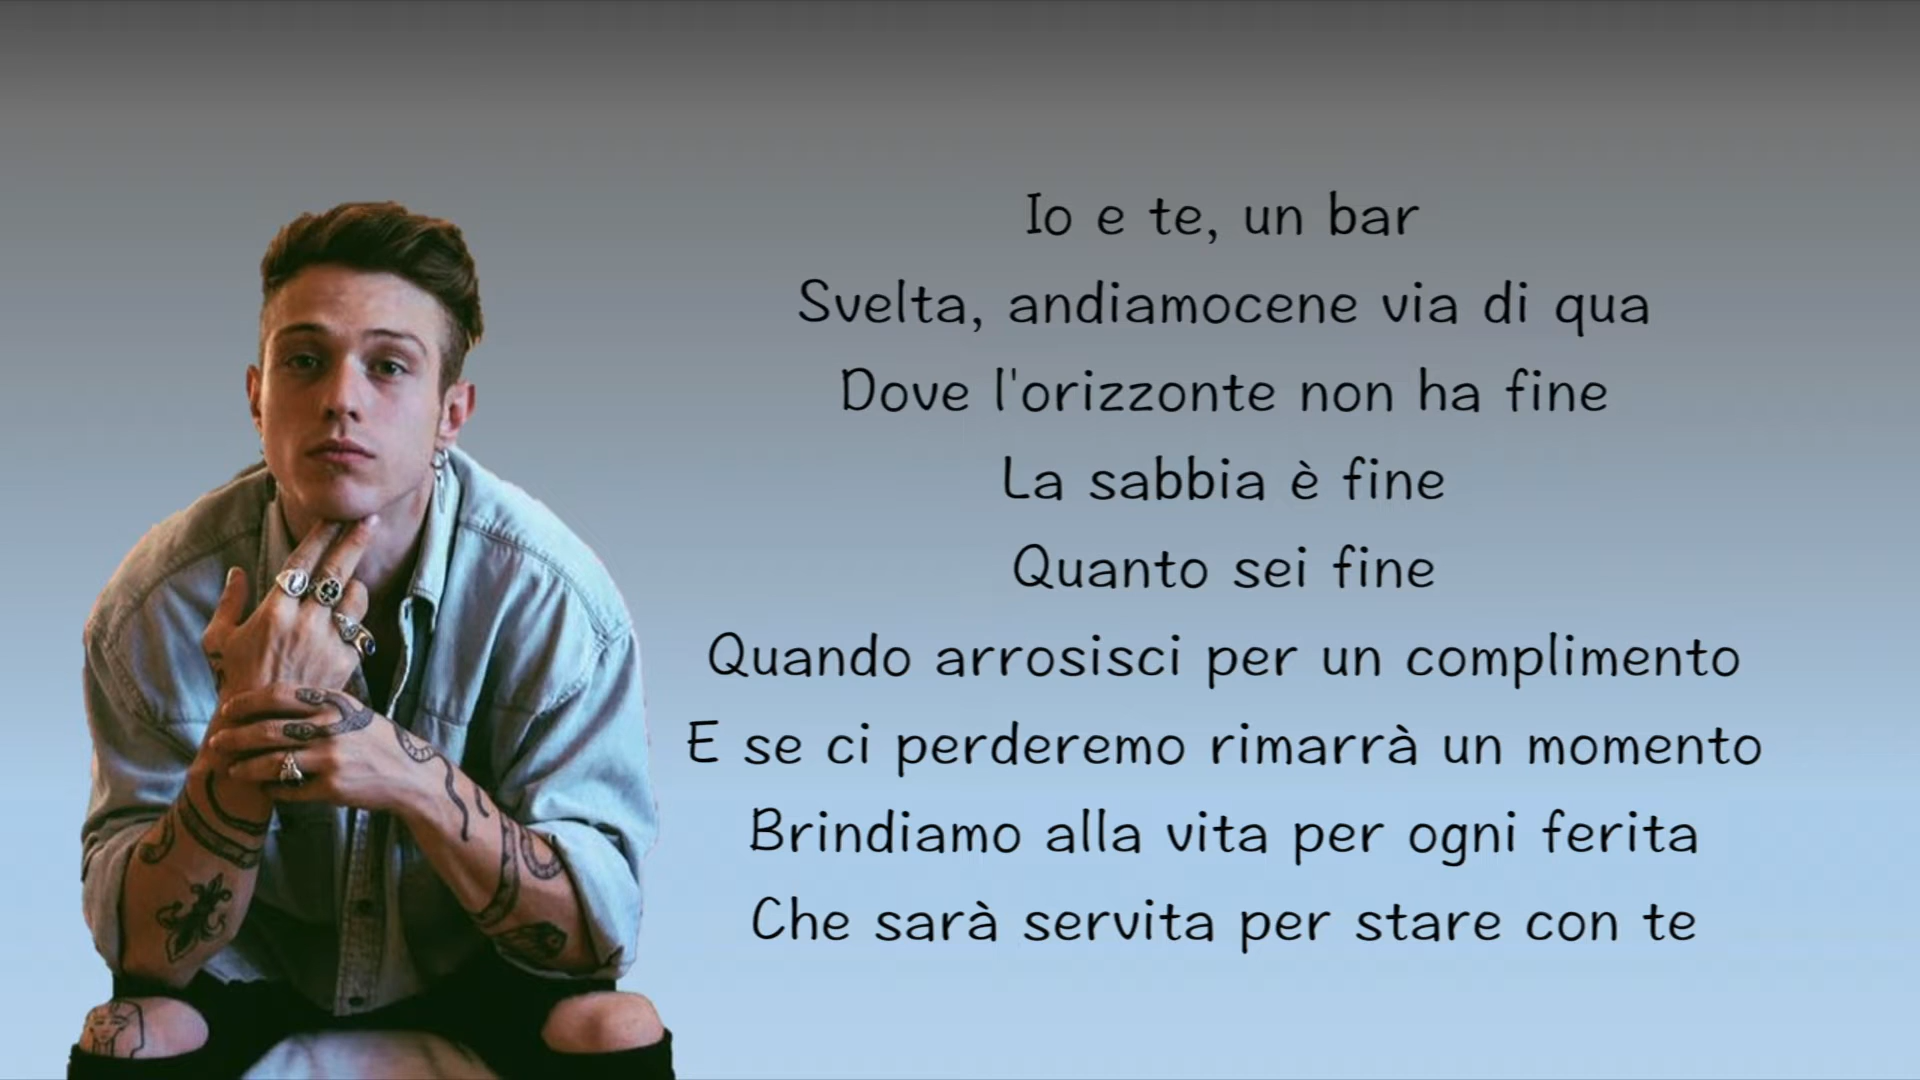 Io e te, un bar
Svelta, andiamocene via di qua
Dove l'orizzonte non ha fine
La sabbia è fine
Quanto sei fine
Quando arrosisci per un complimento
E se ci perderemo rimarrà un momento
Brindiamo alla vita per ogni ferita
Che sarà servita per stare con te